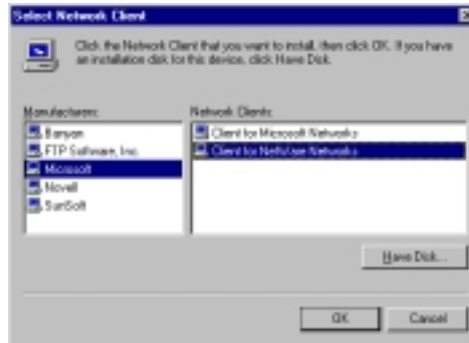 Select Network Client
Click the Network Client that you want to install, then click OK. If you have
an installation disk for this device, click Have Disk.
Manufacturers:
Network Clients:
Banyan
FTP Software, Inc.
Microsoft
Novell
SunSoft
Client for Microsoft Networks
Client for NetWare Networks
Have Disk...
OK
Cancel